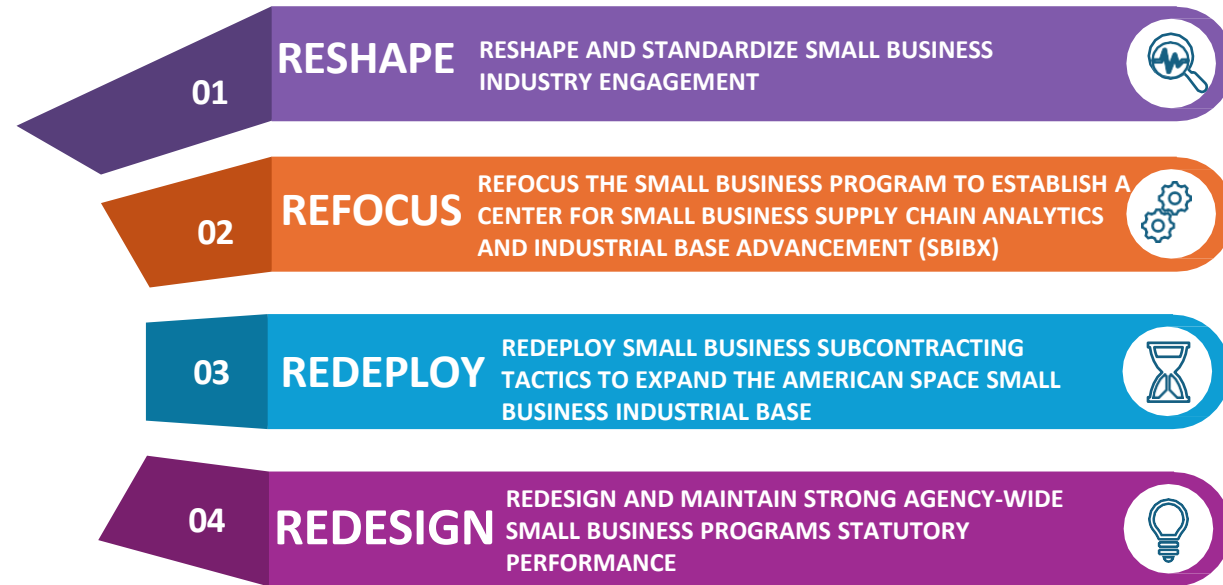 01
RESHAPE
RESHAPE AND STANDARDIZE SMALL BUSINESS
INDUSTRY ENGAGEMENT
02
REFOCUS
REFOCUS THE SMALL BUSINESS PROGRAM TO ESTABLISH A
CENTER FOR SMALL BUSINESS SUPPLY CHAIN ANALYTICS
AND INDUSTRIAL BASE ADVANCEMENT (SBIBX)
03
REDEPLOY
REDEPLOY SMALL BUSINESS SUBCONTRACTING
TACTICS TO EXPAND THE AMERICAN SPACE SMALL
BUSINESS INDUSTRIAL BASE
04
REDESIGN
REDESIGN AND MAINTAIN STRONG AGENCY-WIDE
SMALL BUSINESS PROGRAMS STATUTORY
PERFORMANCE